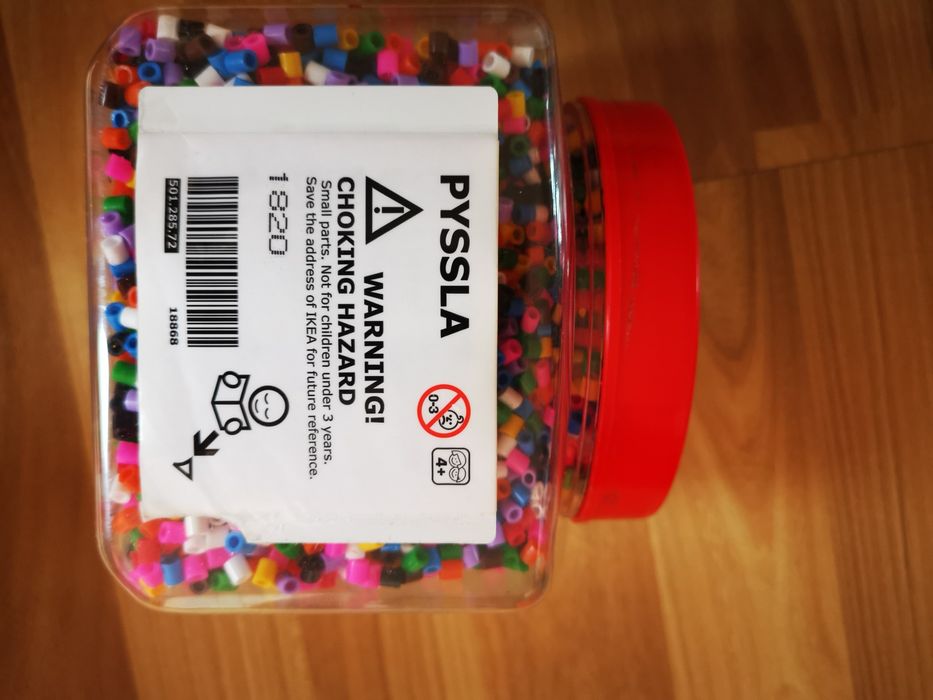 PYSSLA
0-3
4+
WARNING!
CHOKING HAZARD
Small parts. Not for children under 3 years.
Save the address of IKEA for future reference.
1820
18868
501.285.72